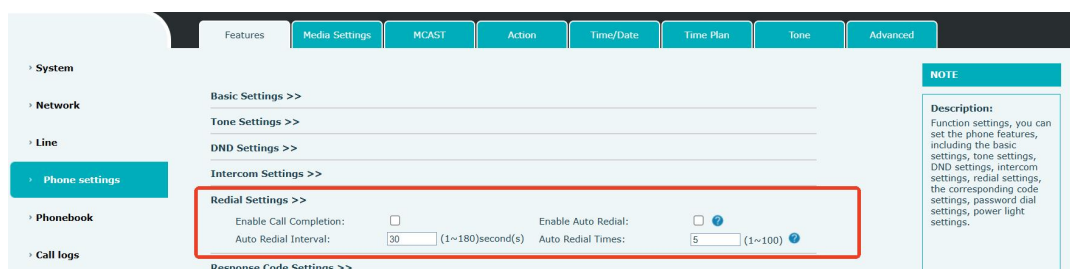 Features Media Settings MCAST Action Time/Date Time Plan Tone Advanced
› System
› Network
› Line
› Phone settings
› Phonebook
› Call logs
Basic Settings >>
Tone Settings >>
DND Settings >>
Intercom Settings >>
Redial Settings >>
Enable Call Completion: Enable Auto Redial: ?
Auto Redial Interval: 30 (1~180)second(s) Auto Redial Times: 5 (1~100) ?
Response Code Settings >>
NOTE
Description:
Function settings, you can
set the phone features,
including the basic
settings, tone settings,
DND settings, intercom
settings, redial settings,
the corresponding code
settings, password dial
settings, power light
settings.